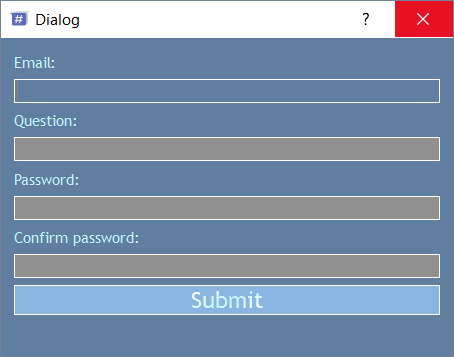 # Dialog ?
Email:
Question:
Password:
Confirm password:
Submit